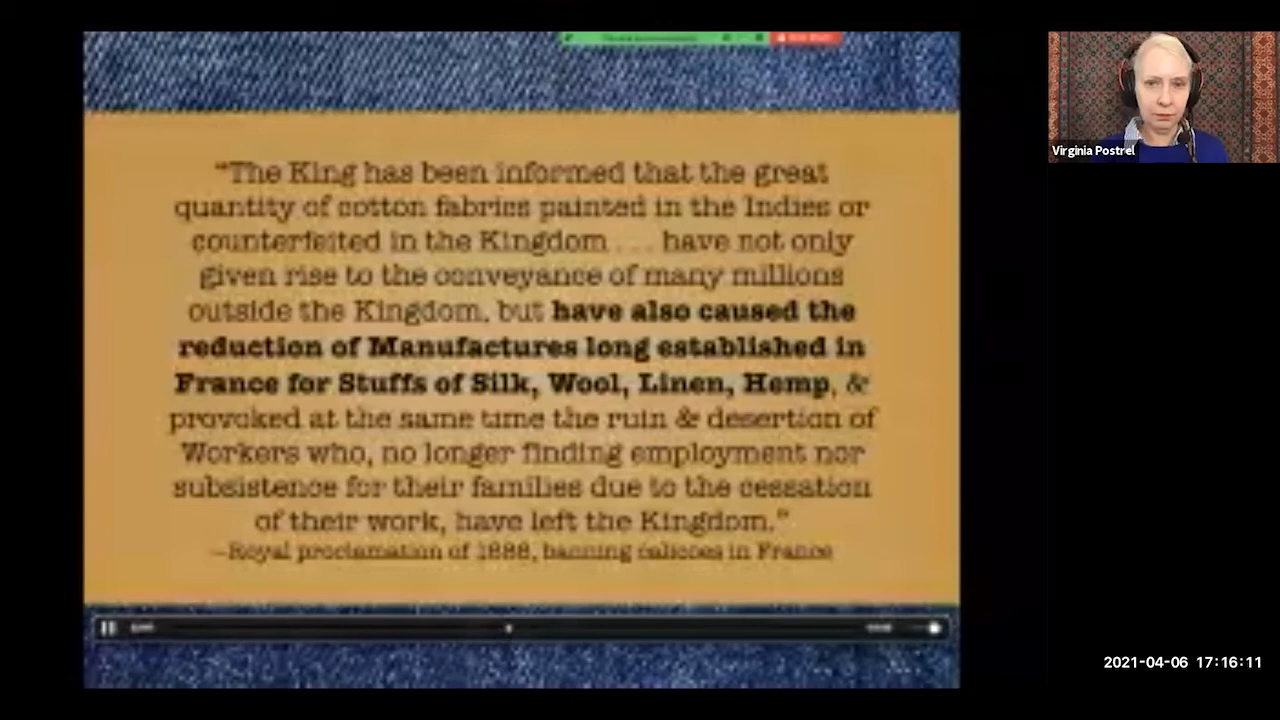 “The King has been informed that the great
quantity of cotton fabrics painted in the Indies or
counterfeited in the Kingdom . . . have not only
given rise to the conveyance of many millions
outside the Kingdom, but have also caused the
reduction of Manufactures long established in
France for Stuffs of Silk, Wool, Linen, Hemp, &
provoked at the same time the ruin & desertion of
Workers who, no longer finding employment nor
subsistence for their families due to the cessation
of their work, have left the Kingdom.”
—Royal proclamation of banning calicoes in France
Virginia Postrel
2021-04-06 17:16:11